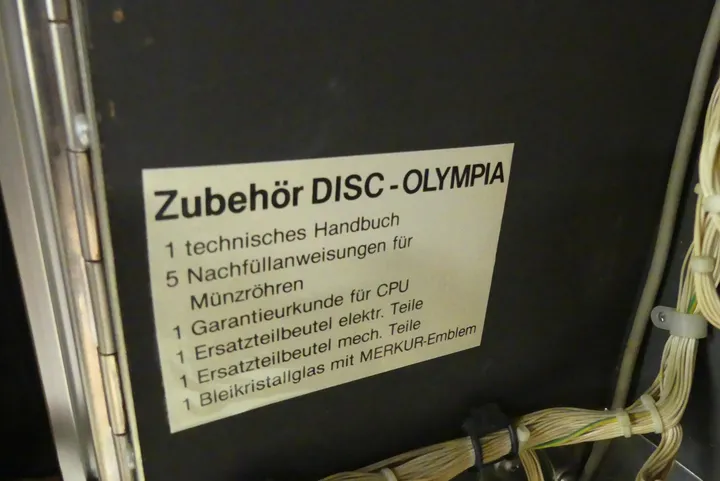 Zubehör DISC - OLYMPIA
1 technisches Handbuch
5 Nachfüllanweisungen für
Münzröhren
1 Garantieurkunde für CPU
1 Ersatzteilbeutel elektr. Teile
1 Ersatzteilbeutel mech. Teile
1 Bleikristallglas mit MERKUR-Emblem